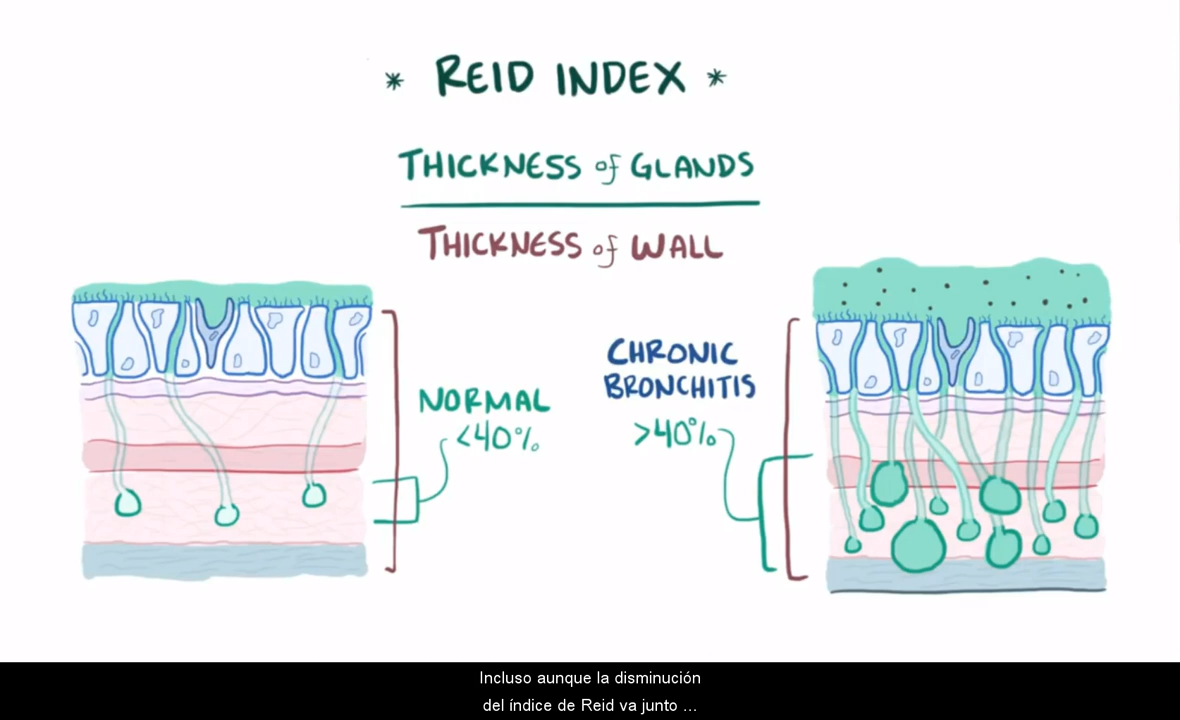 * REID INDEX *
THICKNESS of GLANDS
THICKNESS of WALL
NORMAL
<40%
CHRONIC
BRONCHITIS
>40%
Incluso aunque la disminución
del índice de Reid va junto ...